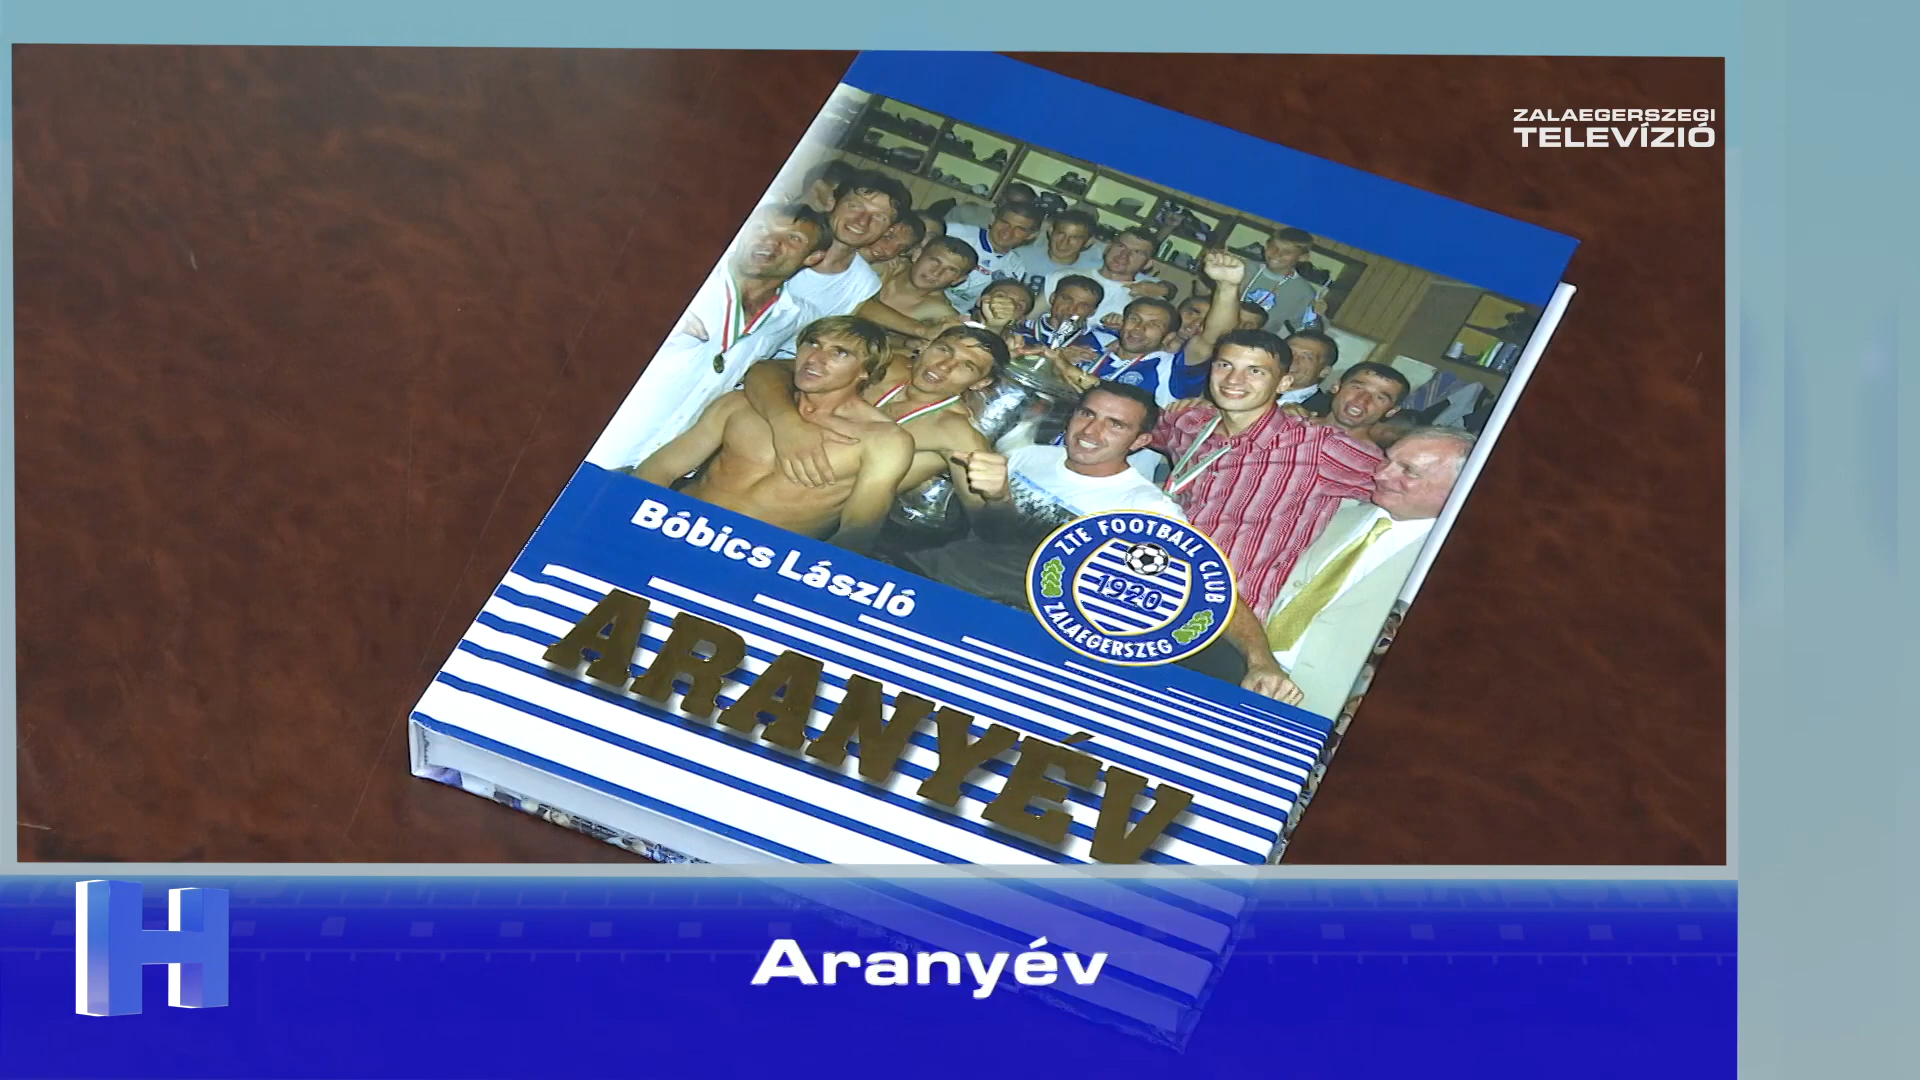 ZALAEGERSZEGI
TELEVÍZIÓ
Bóbics László
ZTE FOOTBALL CLUB
1920
ZALAEGERSZEG
ARANYÉV
H
Aranyév